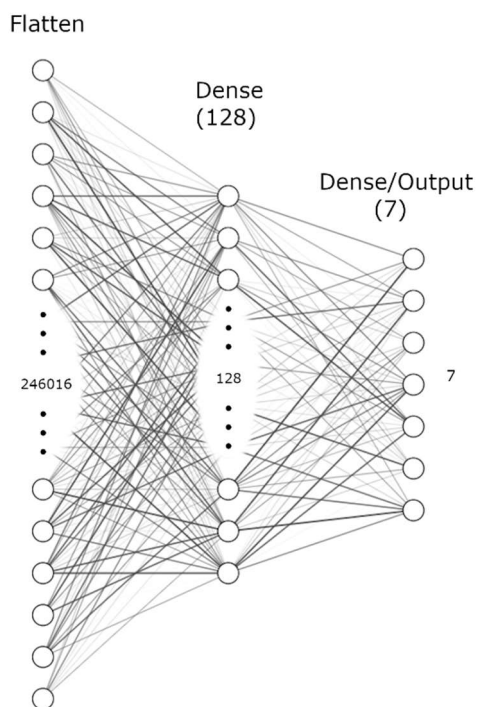 Flatten
Dense
(128)
Dense/Output
(7)
246016
128
7